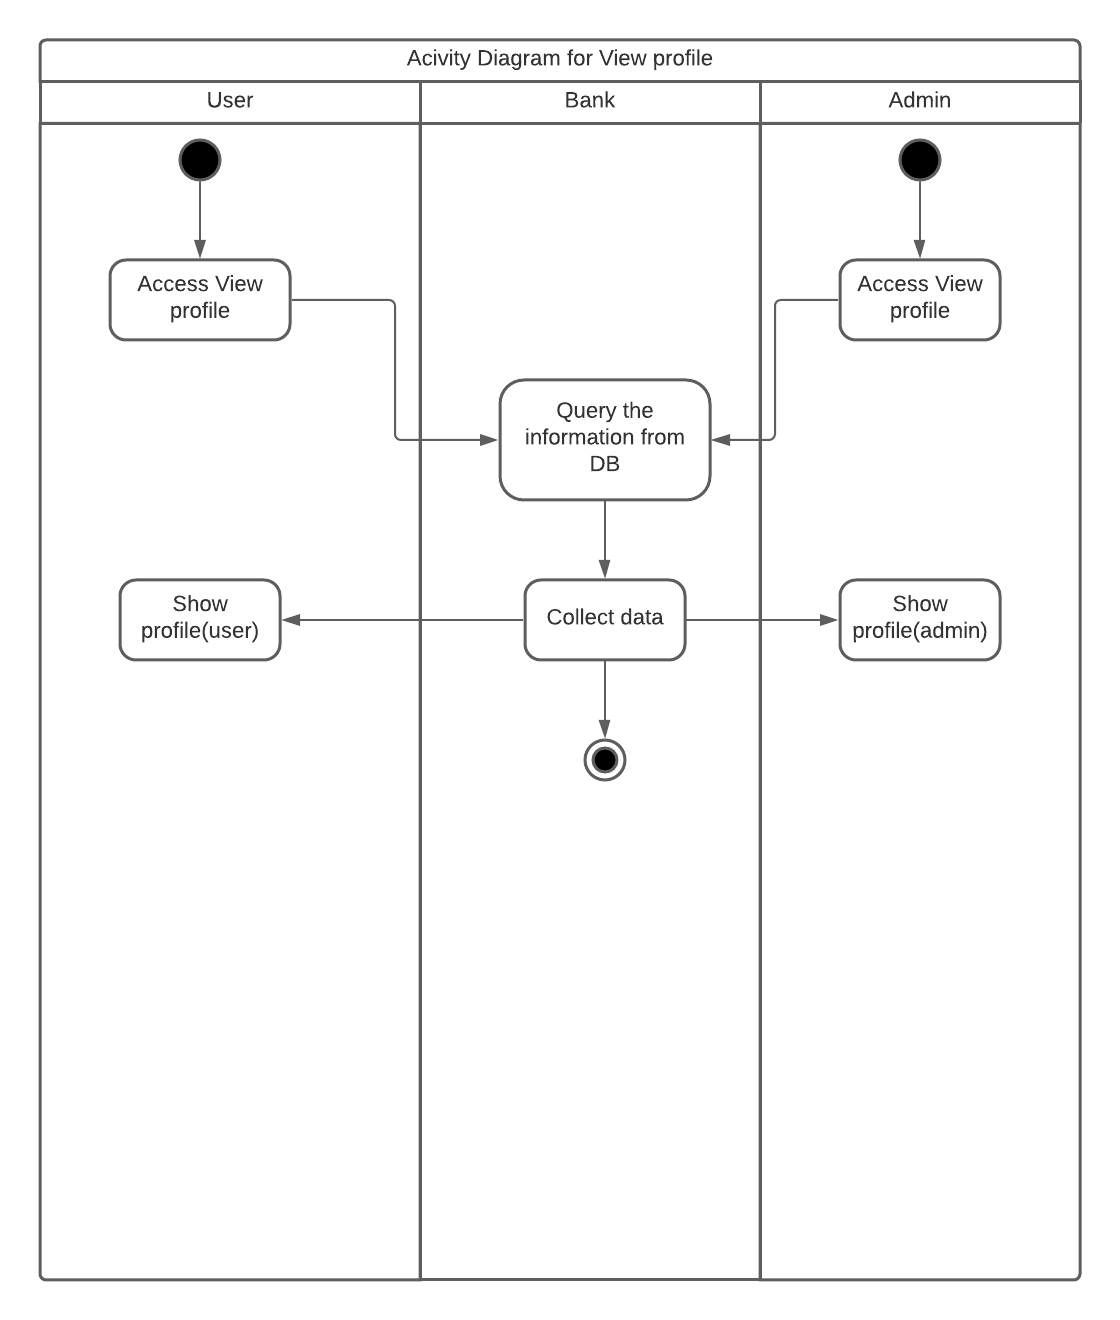 Acivity Diagram for View profile
User
Bank
Admin
Access View
profile
Access View
profile
Query the
information from
DB
Show
profile(user)
Collect data
Show
profile(admin)